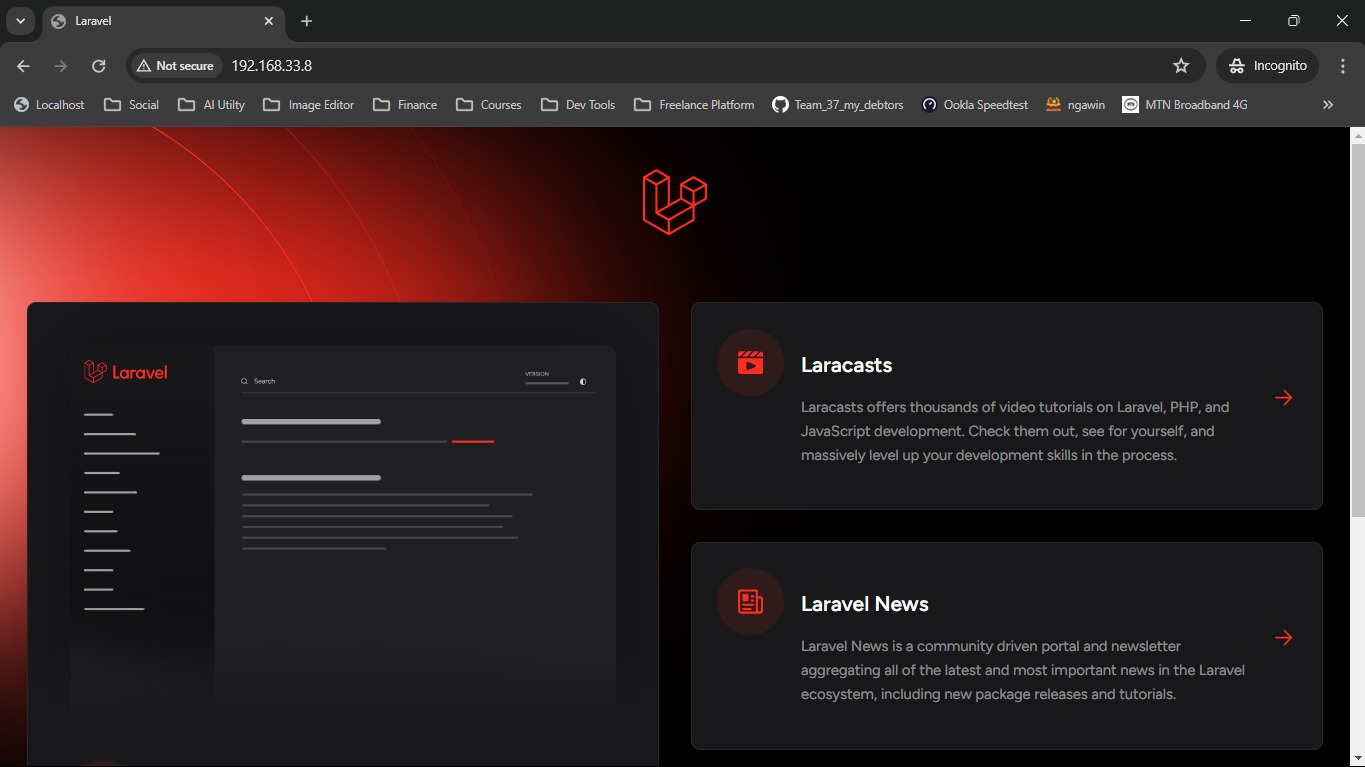 Laravel
Not secure
192.168.33.8
Incognito
Localhost
Social
AI Utilty
Image Editor
Finance
Courses
Dev Tools
Freelance Platform
Team_37_my_debtors
Ookla Speedtest
ngawin
MTN Broadband 4G
Laravel
Search
VERSION
Laracasts
Laracasts offers thousands of video tutorials on Laravel, PHP, and
JavaScript development. Check them out, see for yourself, and
massively level up your development skills in the process.
Laravel News
Laravel News is a community driven portal and newsletter
aggregating all of the latest and most important news in the Laravel
ecosystem, including new package releases and tutorials.